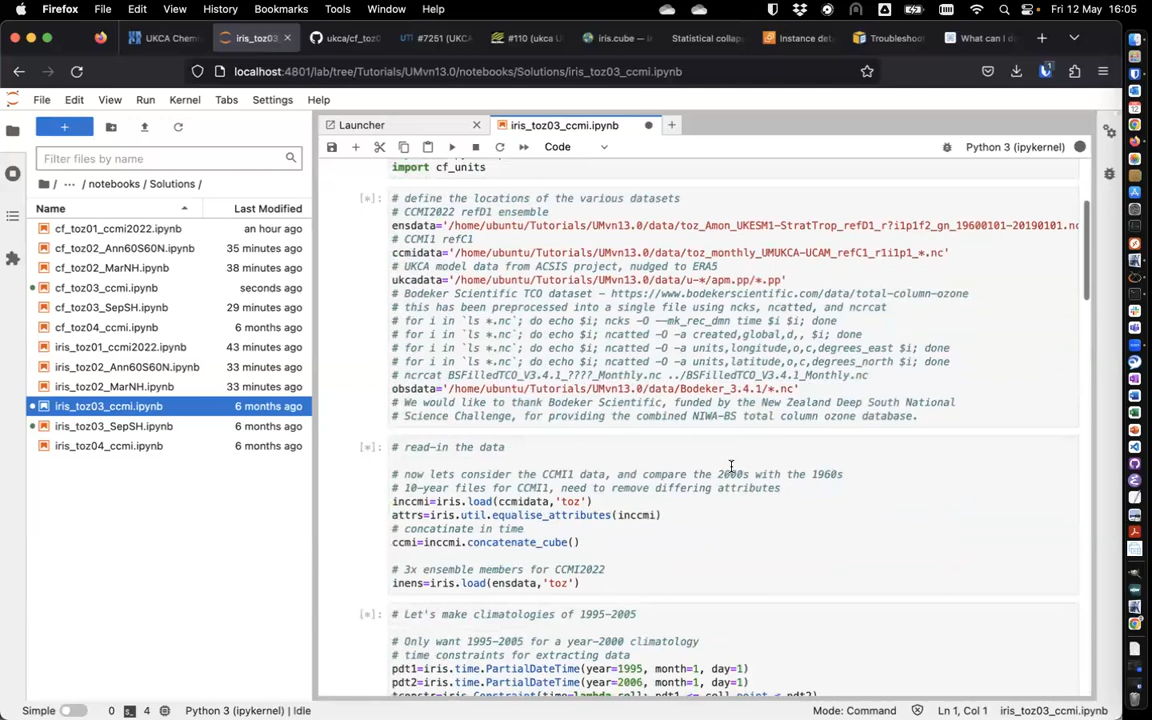 Firefox File Edit View History Bookmarks Tools Window Help Fri 12 May 16:05
UKCA Chem iris_toz03 ukca/cf_toz0 #7251 (UKC #110 (ukca U iris.cube — Statistical collap Instance det Troubleshoo What can I d
localhost:4801/lab/tree/Tutorials/UMvn13.0/notebooks/Solutions/iris_toz03_ccmi.ipynb
File Edit View Run Kernel Tabs Settings Help
Launcher iris_toz03_ccmi.ipynb
Code Python 3 (ipykernel)
Filter files by name
/ ··· / notebooks / Solutions /
Name Last Modified
cf_toz01_ccmi2022.ipynb an hour ago
cf_toz02_Ann60S60N.ipynb 35 minutes ago
cf_toz02_MarNH.ipynb 38 minutes ago
cf_toz03_ccmi.ipynb seconds ago
cf_toz03_SepSH.ipynb 29 minutes ago
cf_toz04_ccmi.ipynb 6 months ago
iris_toz01_ccmi2022.ipynb 43 minutes ago
iris_toz02_Ann60S60N.ipynb 33 minutes ago
iris_toz02_MarNH.ipynb 33 minutes ago
iris_toz03_ccmi.ipynb 6 months ago
iris_toz03_SepSH.ipynb 6 months ago
iris_toz04_ccmi.ipynb 6 months ago
import cf_units
[*]: # define the locations of the various datasets
# CCMI2022 refD1 ensemble
ensdata='/home/ubuntu/Tutorials/UMvn13.0/data/toz_Amon_UKESM1-StratTrop_refD1_r?i1p1f2_gn_19600101-20190101.nc
# CCMI1 refC1
ccmidata='/home/ubuntu/Tutorials/UMvn13.0/data/toz_monthly_UMUKCA-UCAM_refC1_r1i1p1_*.nc'
# UKCA model data from ACSIS project, nudged to ERA5
ukcadata='/home/ubuntu/Tutorials/UMvn13.0/data/u-*/apm.pp/*.pp'
# Bodeker Scientific TCO dataset - https://www.bodekerscientific.com/data/total-column-ozone
# this has been preprocessed into a single file using ncks, ncatted, and ncrcat
# for i in `ls *.nc`; do echo $i; ncks -O --mk_rec_dmn time $i $i; done
# for i in `ls *.nc`; do echo $i; ncatted -O -a created,global,d,, $i; done
# for i in `ls *.nc`; do echo $i; ncatted -O -a units,longitude,o,c,degrees_east $i; done
# for i in `ls *.nc`; do echo $i; ncatted -O -a units,latitude,o,c,degrees_north $i; done
# ncrcat BSFilledTCO_V3.4.1_????_Monthly.nc ../BSFilledTCO_V3.4.1_Monthly.nc
obsdata='/home/ubuntu/Tutorials/UMvn13.0/data/Bodeker_3.4.1/*.nc'
# We would like to thank Bodeker Scientific, funded by the New Zealand Deep South National
# Science Challenge, for providing the combined NIWA-BS total column ozone database.
[*]: # read-in the data
# now lets consider the CCMI1 data, and compare the 2000s with the 1960s
# 10-year files for CCMI1, need to remove differing attributes
inccmi=iris.load(ccmidata,'toz')
attrs=iris.util.equalise_attributes(inccmi)
# concatinate in time
ccmi=inccmi.concatenate_cube()
# 3x ensemble members for CCMI2022
inens=iris.load(ensdata,'toz')
[*]: # Let's make climatologies of 1995-2005
# Only want 1995-2005 for a year-2000 climatology
# time constraints for extracting data
pdt1=iris.time.PartialDateTime(year=1995, month=1, day=1)
pdt2=iris.time.PartialDateTime(year=2006, month=1, day=1)
tconstr=iris.Constraint(time=lambda cell: pdt1 <= cell.point < pdt2)
Simple 0 4 Python 3 (ipykernel) | Idle Mode: Command Ln 1, Col 1 iris_toz03_ccmi.ipynb